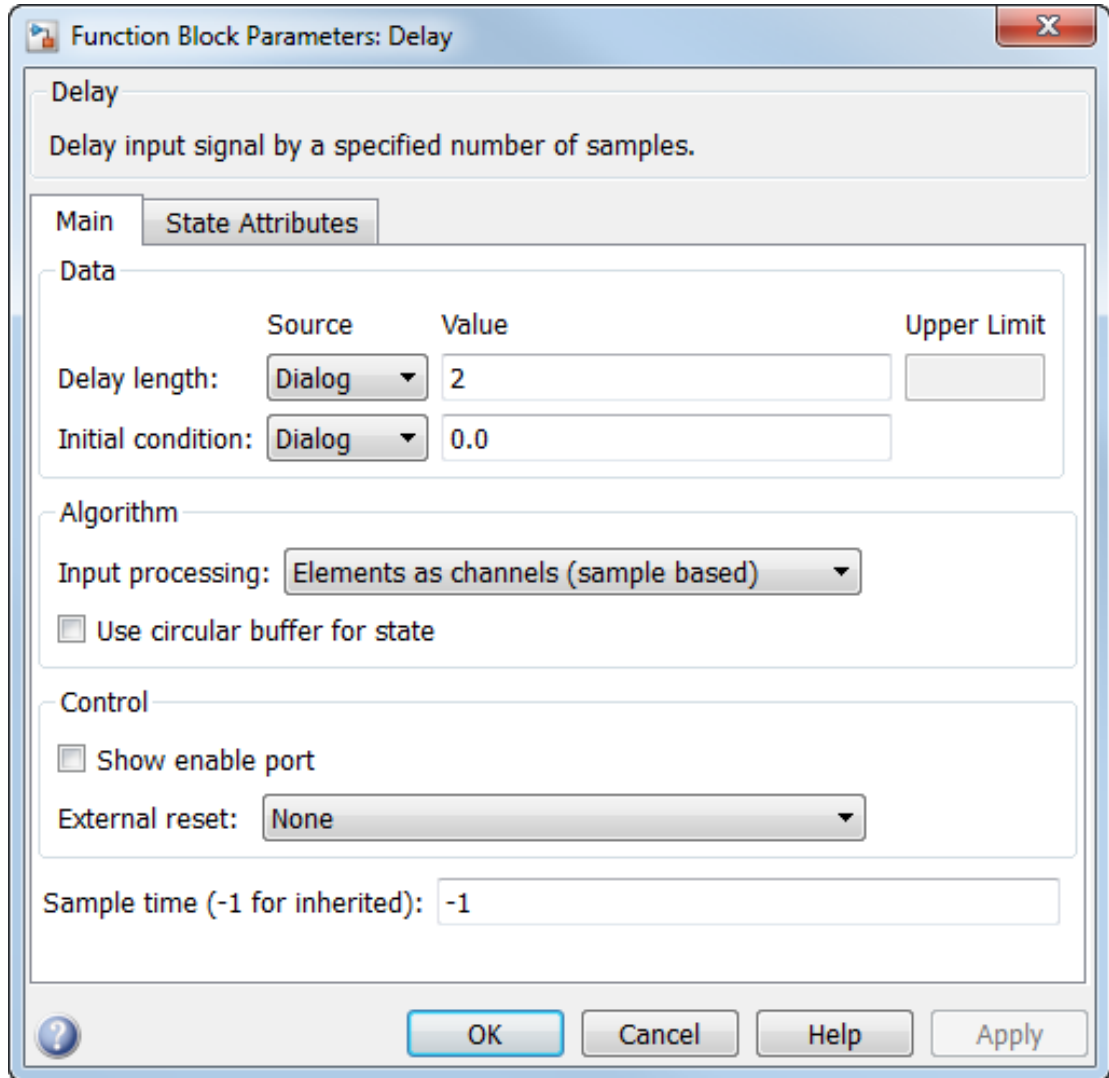 Function Block Parameters: Delay
Delay
Delay input signal by a specified number of samples.
Main State Attributes
Data
Source Value Upper Limit
Delay length: Dialog 2
Initial condition: Dialog 0.0
Algorithm
Input processing: Elements as channels (sample based)
Use circular buffer for state
Control
Show enable port
External reset: None
Sample time (-1 for inherited): -1
? OK Cancel Help Apply